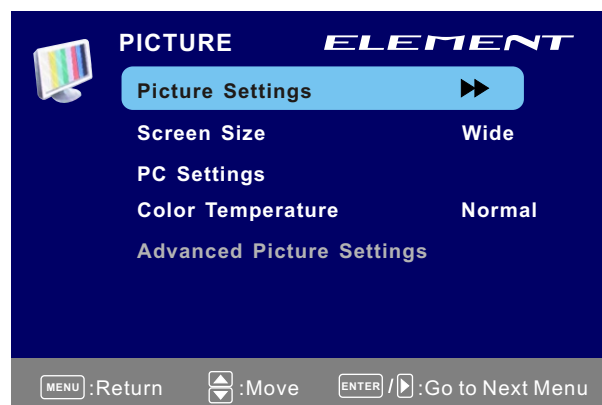 PICTURE ELEMENT
Picture Settings
Screen Size Wide
PC Settings
Color Temperature Normal
Advanced Picture Settings
MENU :Return :Move ENTER / :Go to Next Menu